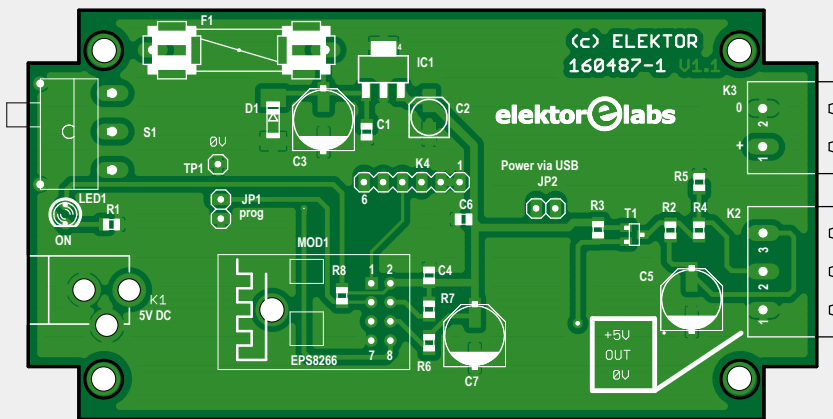 F1
(c) ELEKTOR
160487-1 V1.1
4
IC1
K3
0
2
+
1
D1
C3
C1
C2
elektor e labs
S1
0V
TP1
K4
6
1
Power via USB
JP2
R5
LED1
R1
ON
JP1
prog
C6
R3
T1
R2
R4
K2
3
2
1
MOD1
R8
1
2
C4
R7
C5
K1
5V DC
7
8
EPS8266
R6
C7
+5V
OUT
0V